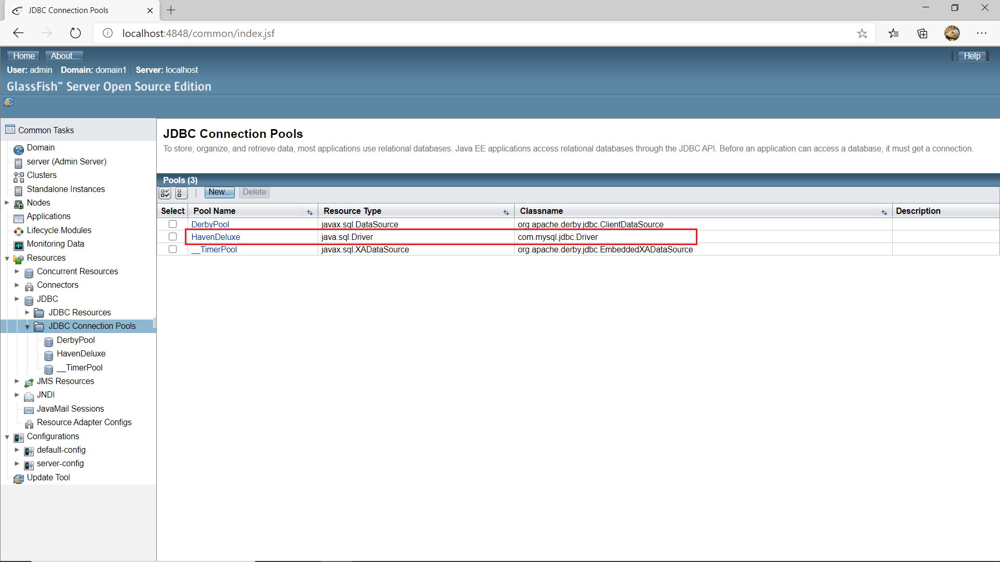 JDBC Connection Pools
localhost:4848/common/index.jsf
Home About... Help
User: admin Domain: domain1 Server: localhost
GlassFish™ Server Open Source Edition
Common Tasks
Domain
server (Admin Server)
Clusters
Standalone Instances
Nodes
Applications
Lifecycle Modules
Monitoring Data
Resources
Concurrent Resources
Connectors
JDBC
JDBC Resources
JDBC Connection Pools
DerbyPool
HavenDeluxe
__TimerPool
JMS Resources
JNDI
JavaMail Sessions
Resource Adapter Configs
Configurations
default-config
server-config
Update Tool
JDBC Connection Pools
To store, organize, and retrieve data, most applications use relational databases. Java EE applications access relational databases through the JDBC API. Before an application can access a database, it must get a connection.
Pools (3)
New... Delete
Select Pool Name Resource Type Classname Description
DerbyPool javax.sql.DataSource org.apache.derby.jdbc.ClientDataSource
HavenDeluxe java.sql.Driver com.mysql.jdbc.Driver
__TimerPool javax.sql.XADataSource org.apache.derby.jdbc.EmbeddedXADataSource